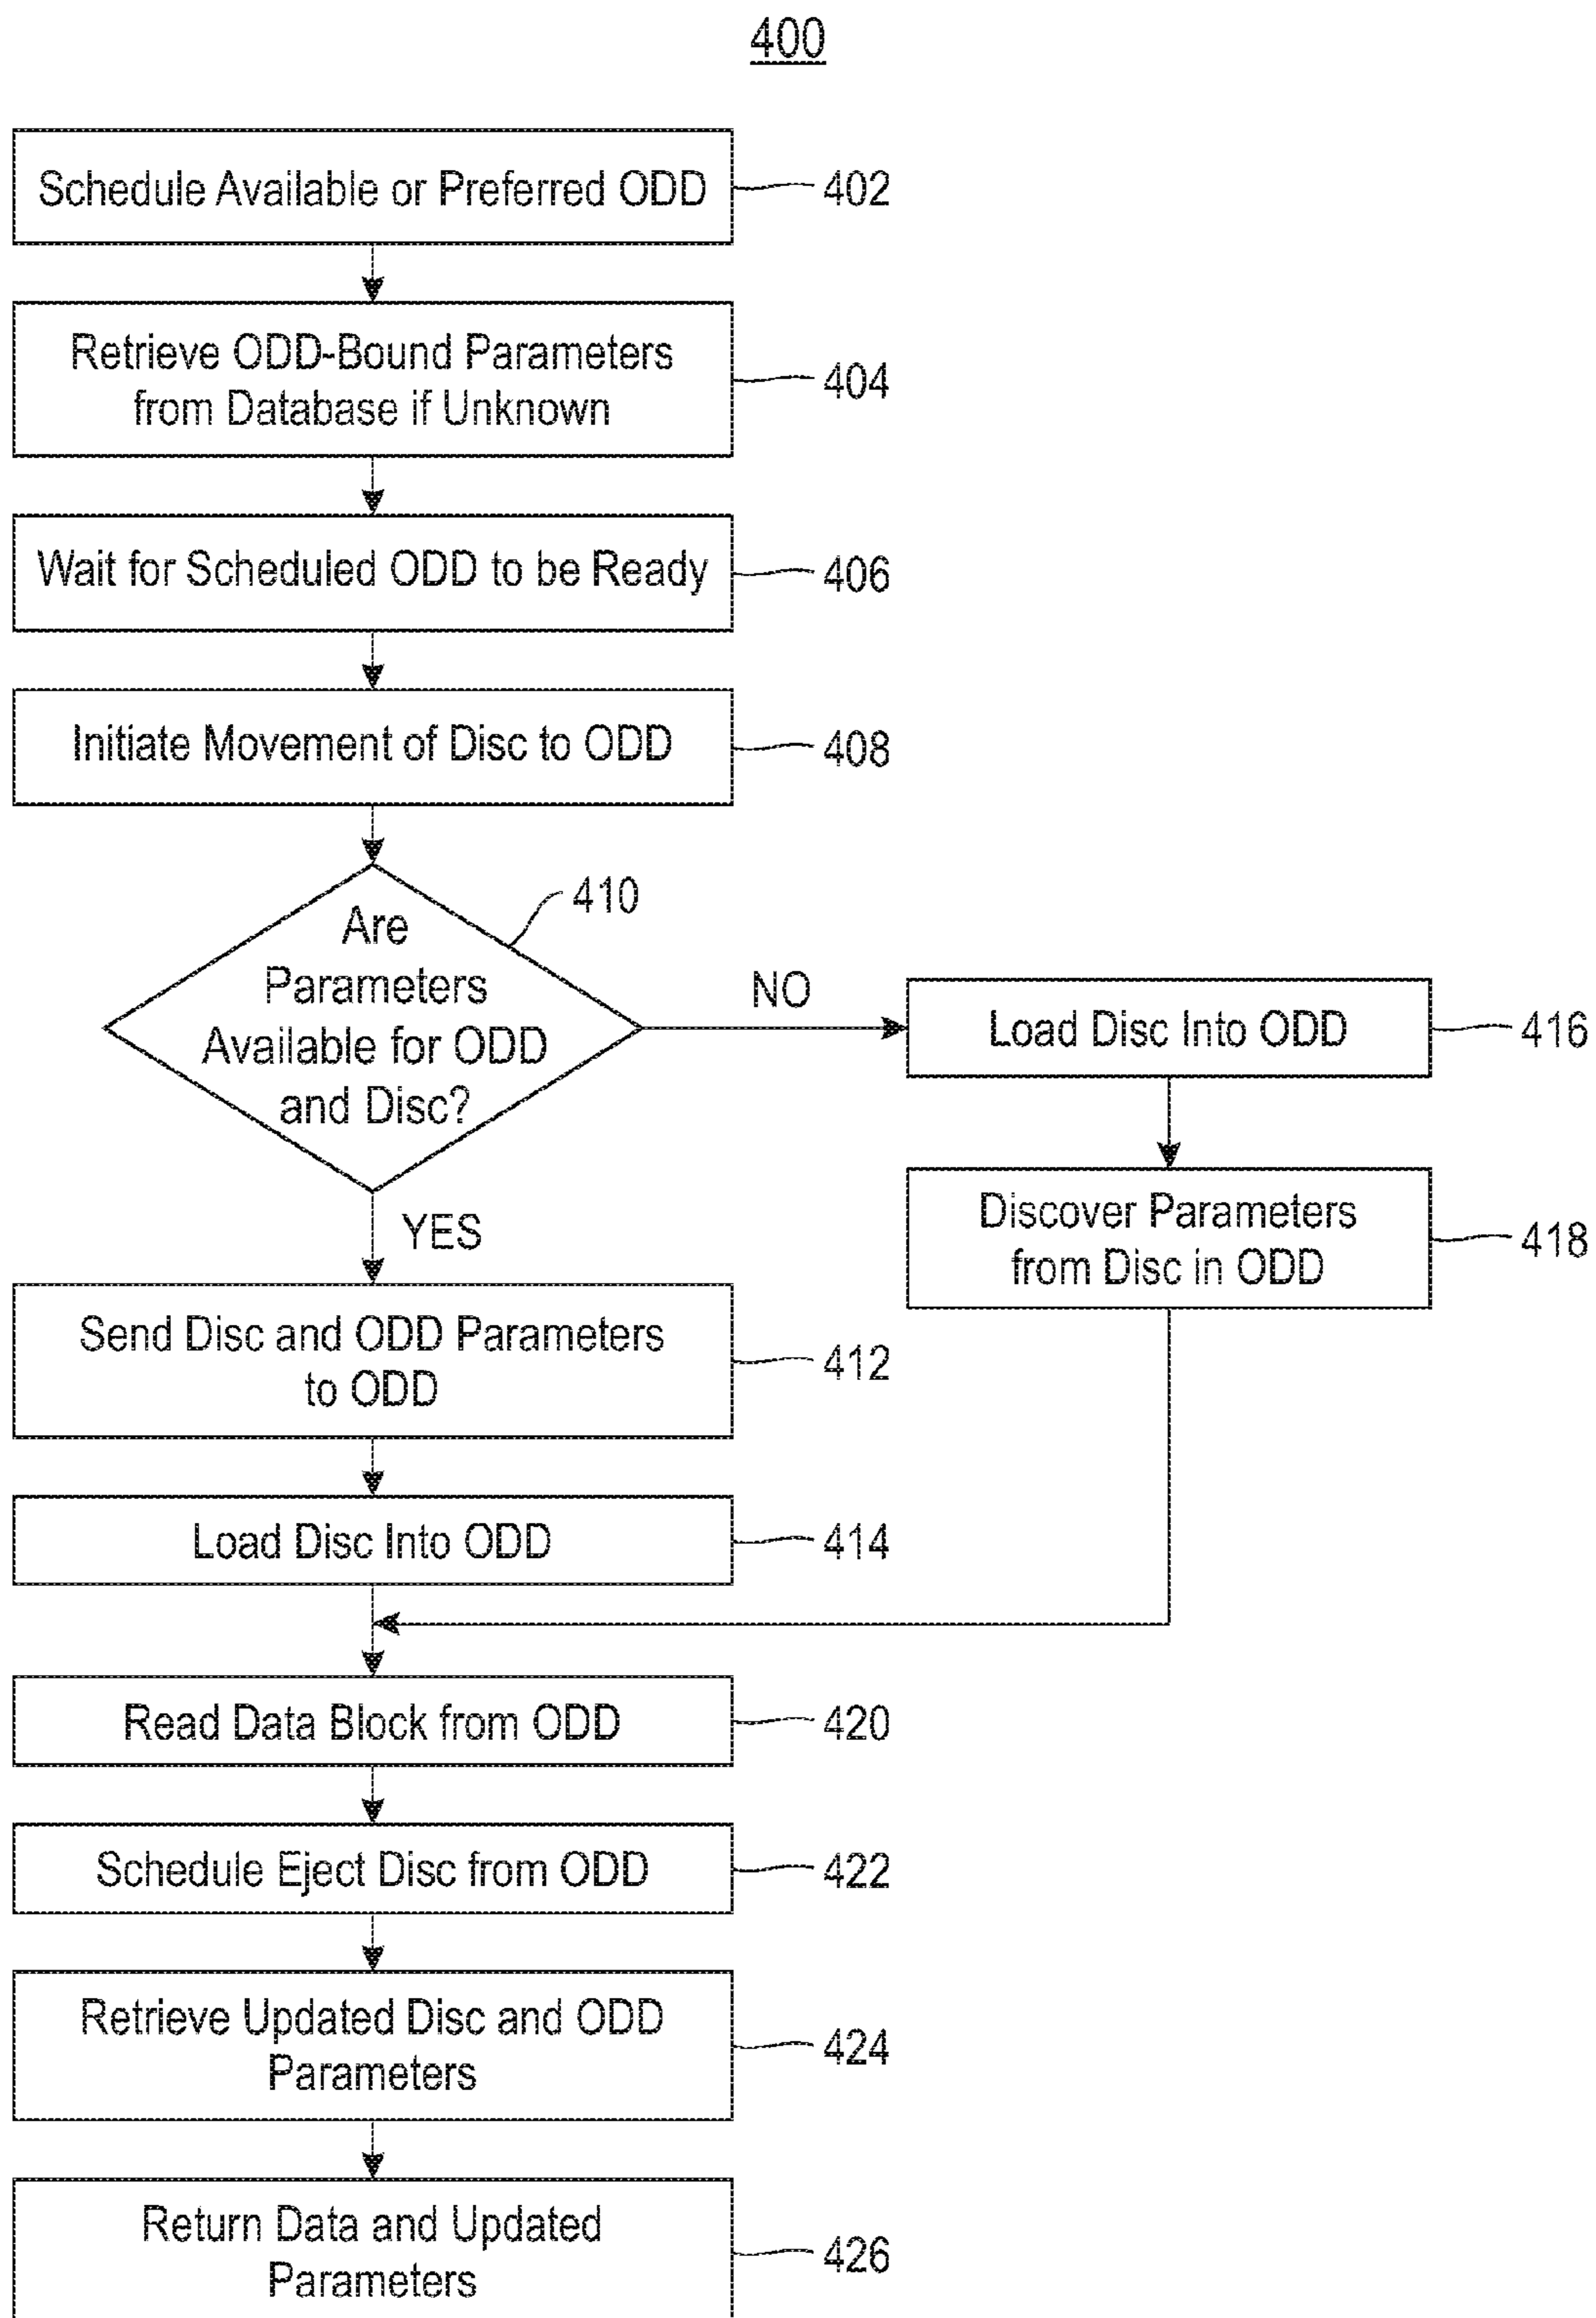 400
Schedule Available or Preferred ODD
402
Retrieve ODD-Bound Parameters
from Database if Unknown
404
Wait for Scheduled ODD to be Ready
406
Initiate Movement of Disc to ODD
408
410
Are
Parameters
Available for ODD
and Disc?
NO
Load Disc Into ODD
416
Discover Parameters
from Disc in ODD
418
YES
Send Disc and ODD Parameters
to ODD
412
Load Disc Into ODD
414
Read Data Block from ODD
420
Schedule Eject Disc from ODD
422
Retrieve Updated Disc and ODD
Parameters
424
Return Data and Updated
Parameters
426